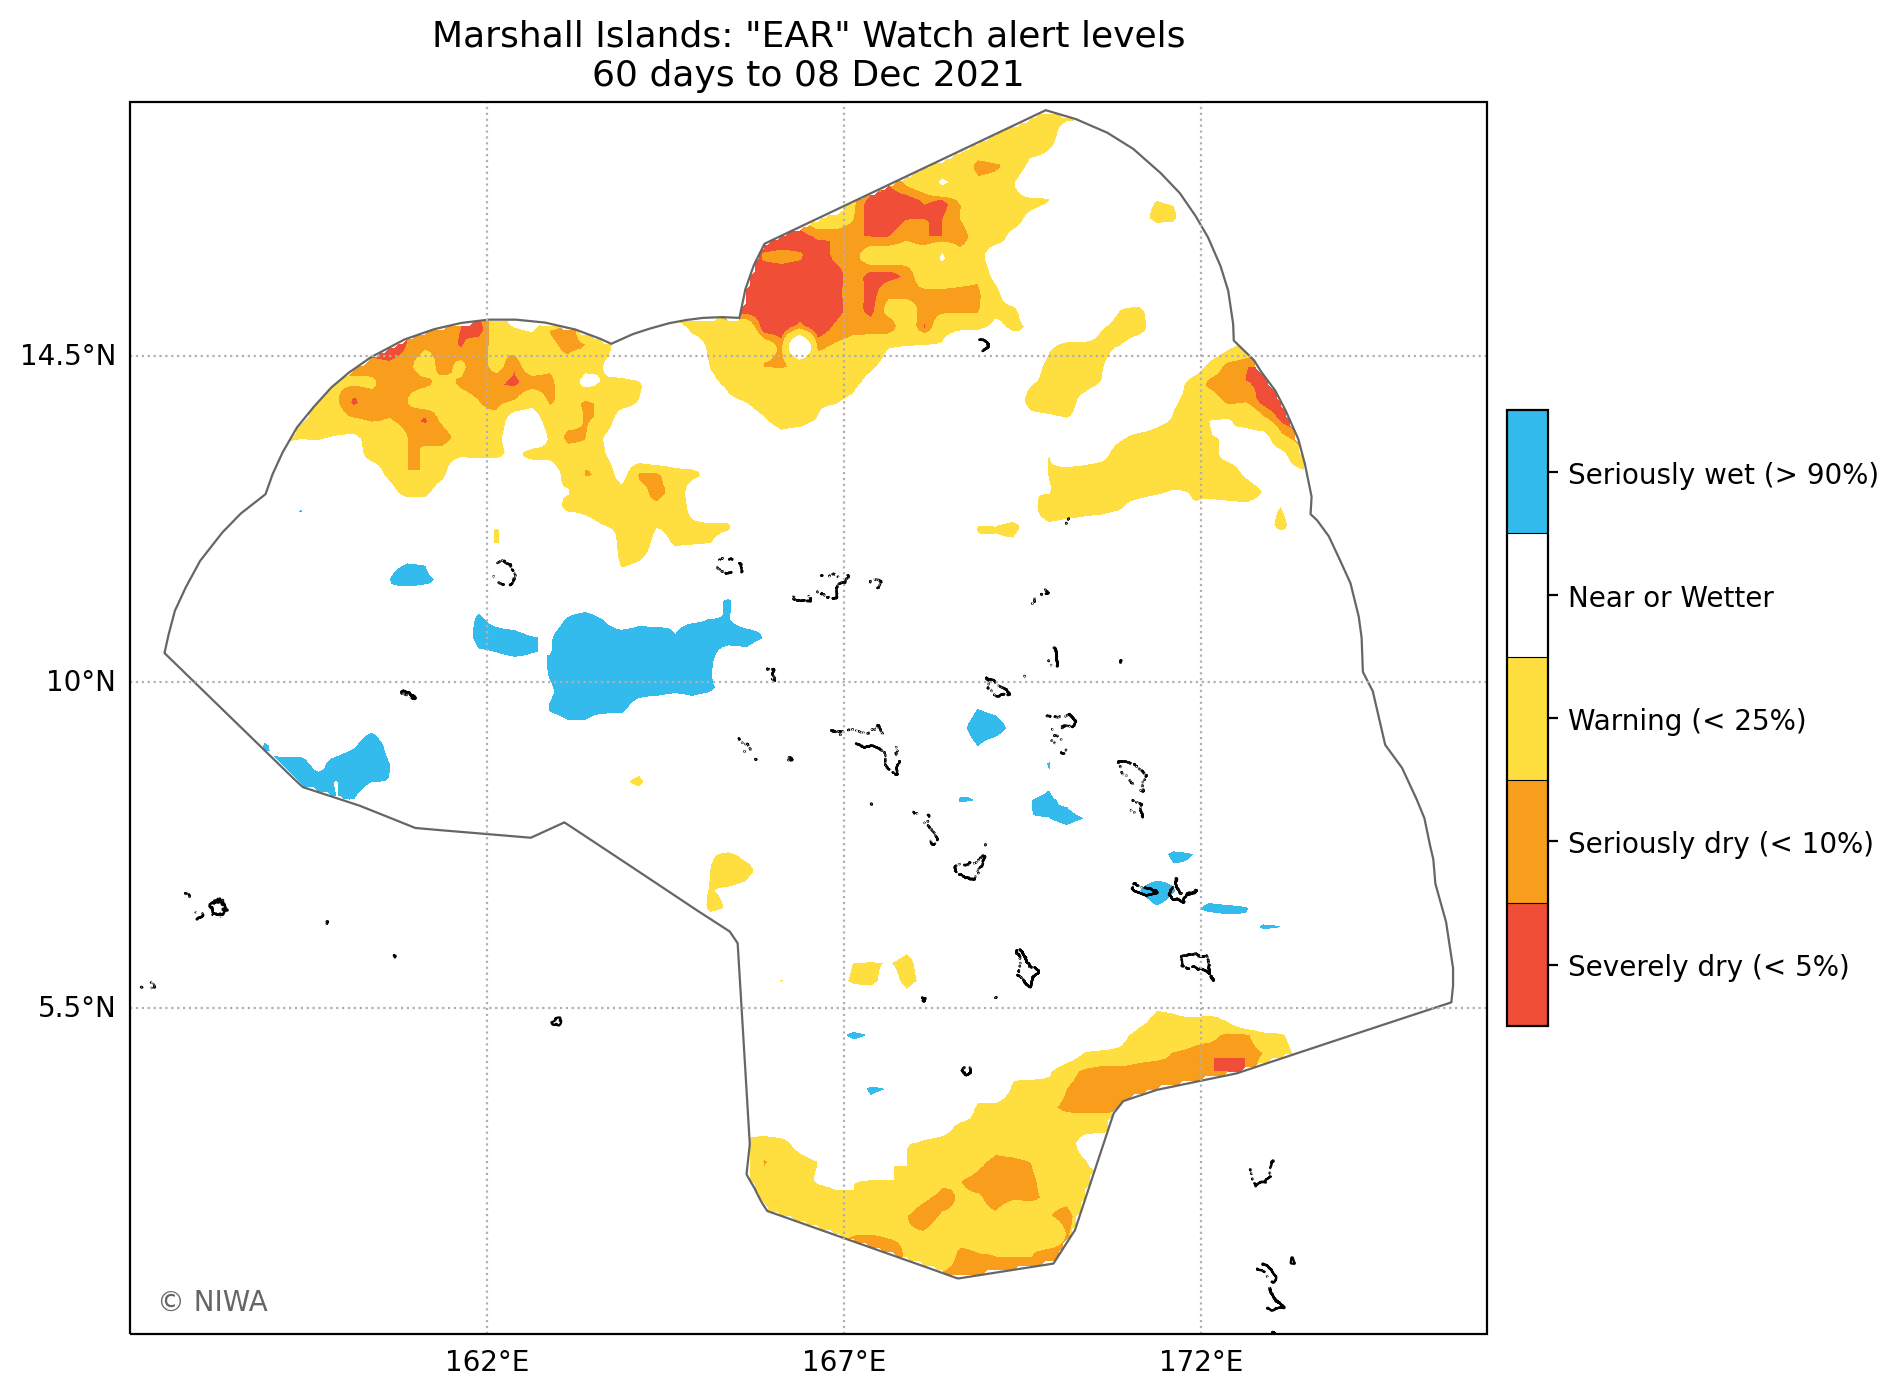 Marshall Islands: "EAR" Watch alert levels
60 days to 08 Dec 2021
14.5°N
10°N
5.5°N
162°E
167°E
172°E
Seriously wet (> 90%)
Near or Wetter
Warning (< 25%)
Seriously dry (< 10%)
Severely dry (< 5%)
© NIWA